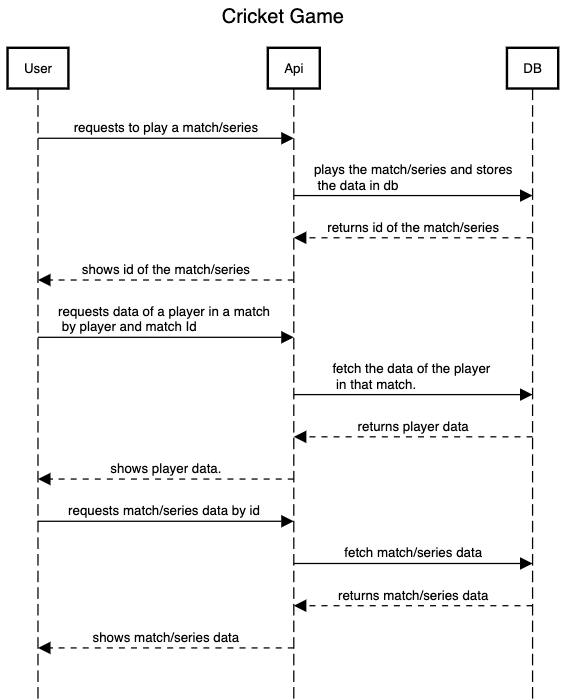 Cricket Game
User
Api
DB
requests to play a match/series
plays the match/series and stores
the data in db
returns id of the match/series
shows id of the match/series
requests data of a player in a match
by player and match Id
fetch the data of the player
in that match.
returns player data
shows player data.
requests match/series data by id
fetch match/series data
returns match/series data
shows match/series data